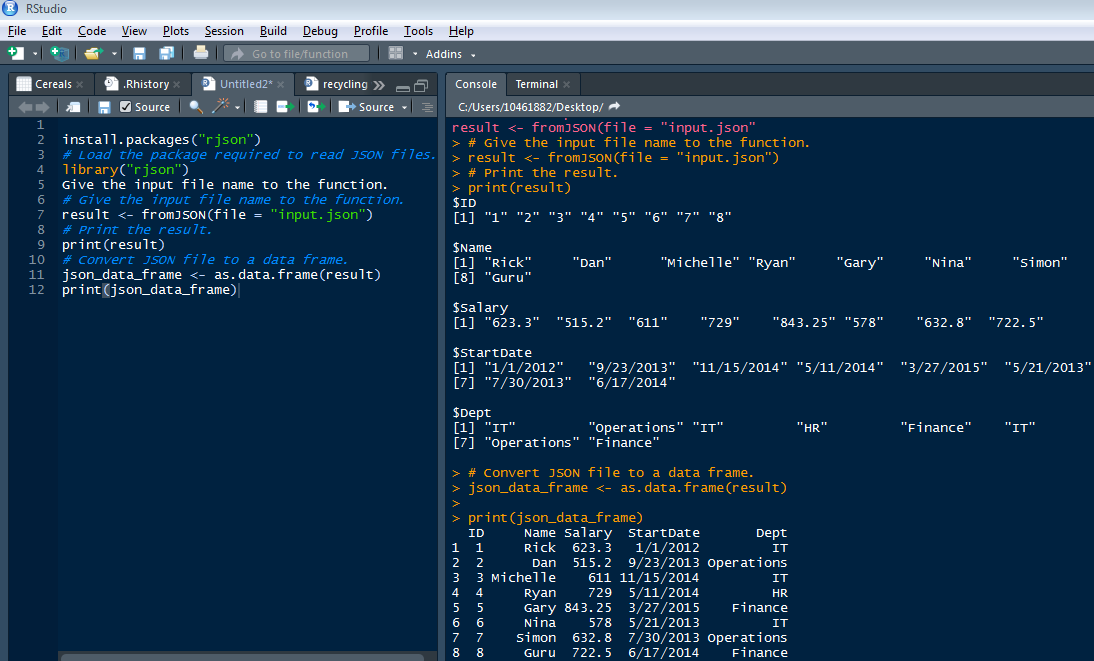 RStudio
File Edit Code View Plots Session Build Debug Profile Tools Help
Go to file/function Addins
Cereals .Rhistory Untitled2* recycling
Source Source
1
2 install.packages("rjson")
3 # Load the package required to read JSON files.
4 library("rjson")
5 Give the input file name to the function.
6 # Give the input file name to the function.
7 result <- fromJSON(file = "input.json")
8 # Print the result.
9 print(result)
10 # Convert JSON file to a data frame.
11 json_data_frame <- as.data.frame(result)
12 print(json_data_frame)
Console Terminal
C:/Users/10461882/Desktop/
result <- fromJSON(file = "input.json"
> # Give the input file name to the function.
> result <- fromJSON(file = "input.json")
> # Print the result.
> print(result)
$ID
[1] "1" "2" "3" "4" "5" "6" "7" "8"
$Name
[1] "Rick" "Dan" "Michelle" "Ryan" "Gary" "Nina" "Simon"
[8] "Guru"
$Salary
[1] "623.3" "515.2" "611" "729" "843.25" "578" "632.8" "722.5"
$StartDate
[1] "1/1/2012" "9/23/2013" "11/15/2014" "5/11/2014" "3/27/2015" "5/21/2013"
[7] "7/30/2013" "6/17/2014"
$Dept
[1] "IT" "Operations" "IT" "HR" "Finance" "IT"
[7] "Operations" "Finance"
> # Convert JSON file to a data frame.
> json_data_frame <- as.data.frame(result)
>
> print(json_data_frame)
ID Name Salary StartDate Dept
1 1 Rick 623.3 1/1/2012 IT
2 2 Dan 515.2 9/23/2013 Operations
3 3 Michelle 611 11/15/2014 IT
4 4 Ryan 729 5/11/2014 HR
5 5 Gary 843.25 3/27/2015 Finance
6 6 Nina 578 5/21/2013 IT
7 7 Simon 632.8 7/30/2013 Operations
8 8 Guru 722.5 6/17/2014 Finance